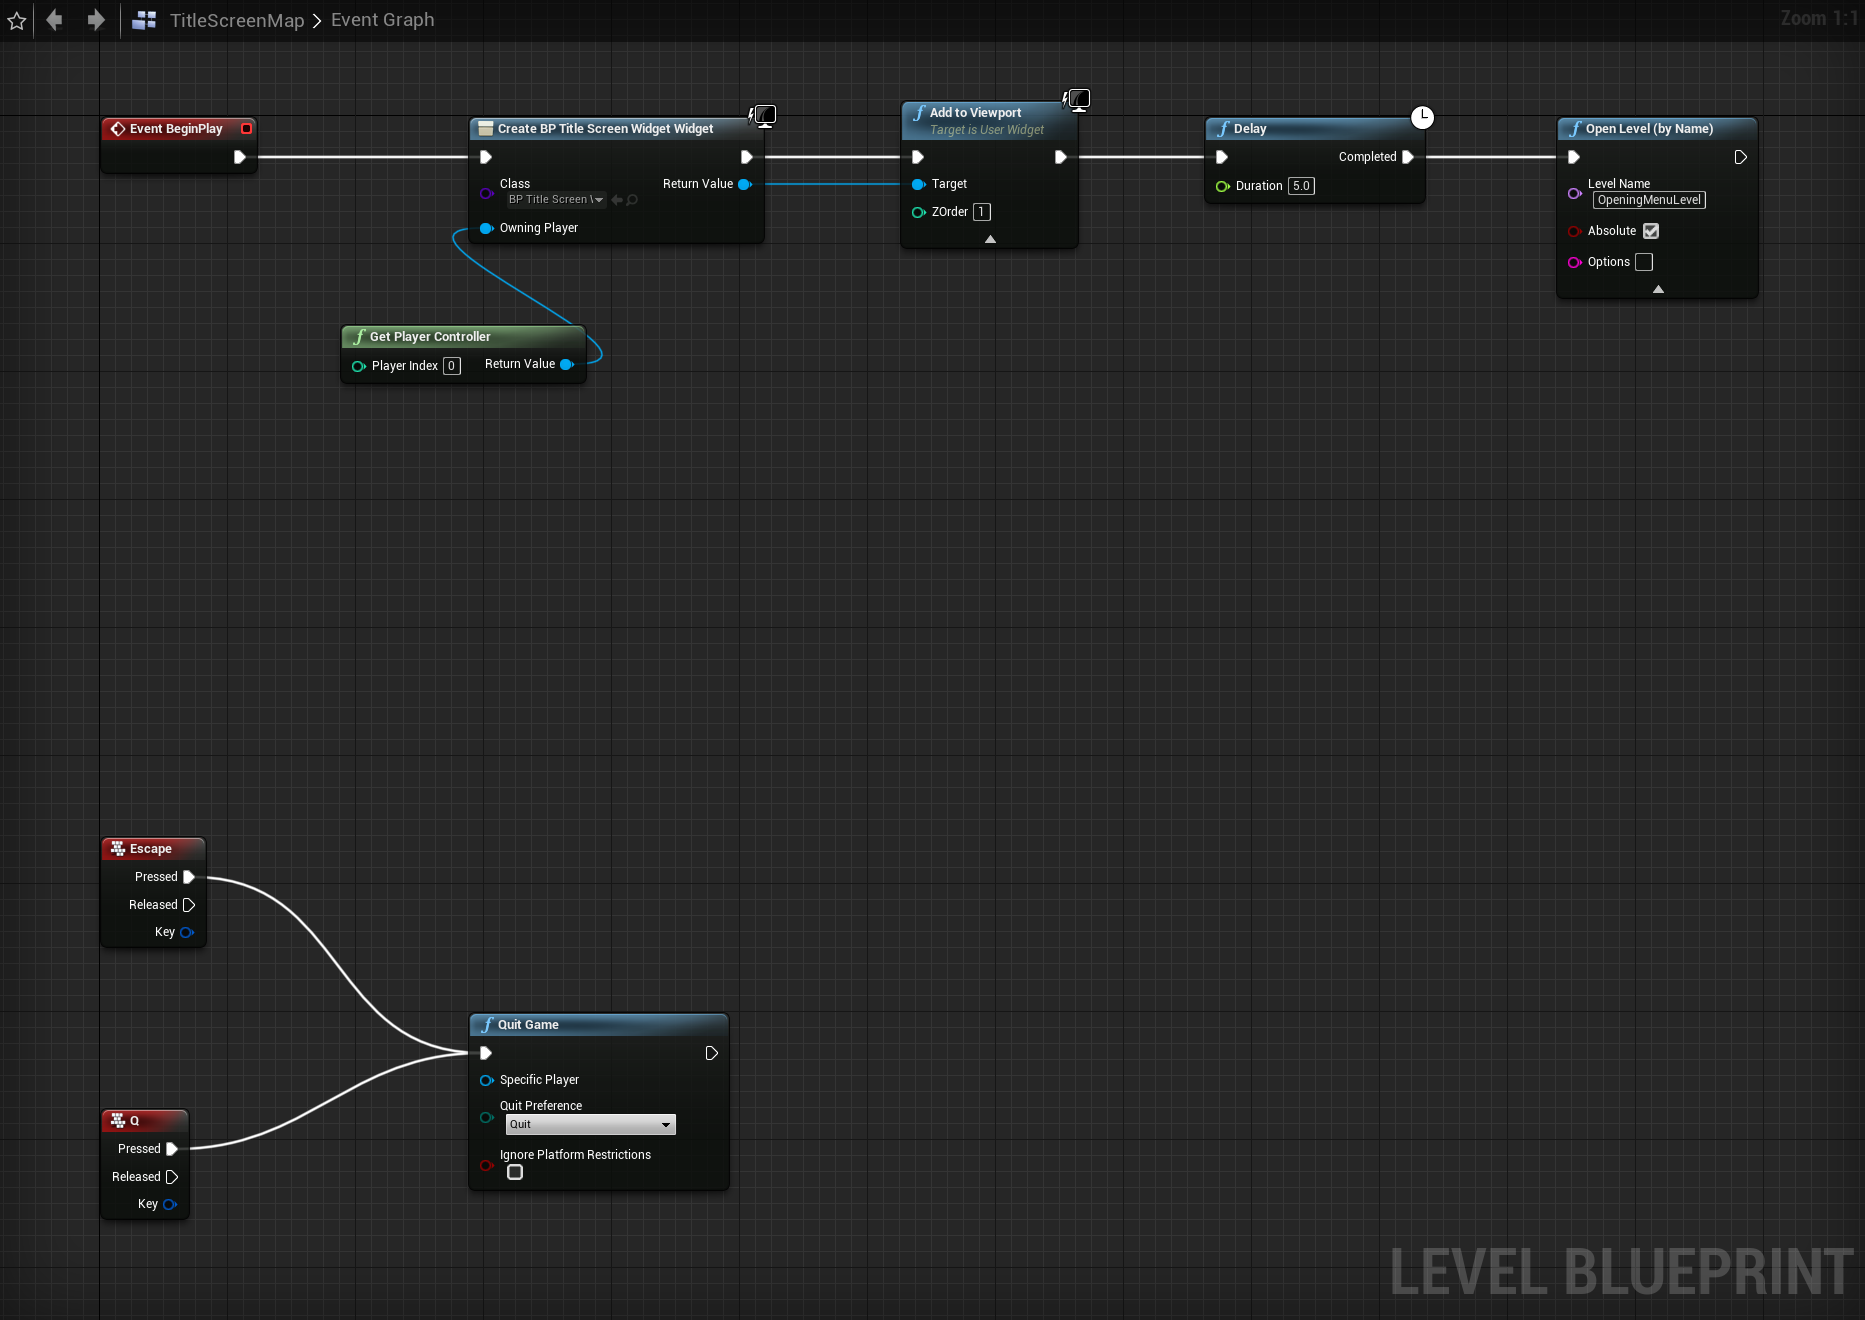 TitleScreenMap > Event Graph
Zoom 1:1
Event BeginPlay
Create BP Title Screen Widget Widget
Class
BP Title Screen \
Return Value
Owning Player
Add to Viewport
Target is User Widget
Target
ZOrder 1
Delay
Completed
Duration 5.0
Open Level (by Name)
Level Name
OpeningMenuLevel
Absolute
Options
Get Player Controller
Player Index 0
Return Value
Escape
Pressed
Released
Key
Quit Game
Specific Player
Quit Preference
Quit
Ignore Platform Restrictions
Q
Pressed
Released
Key
LEVEL BLUEPRINT